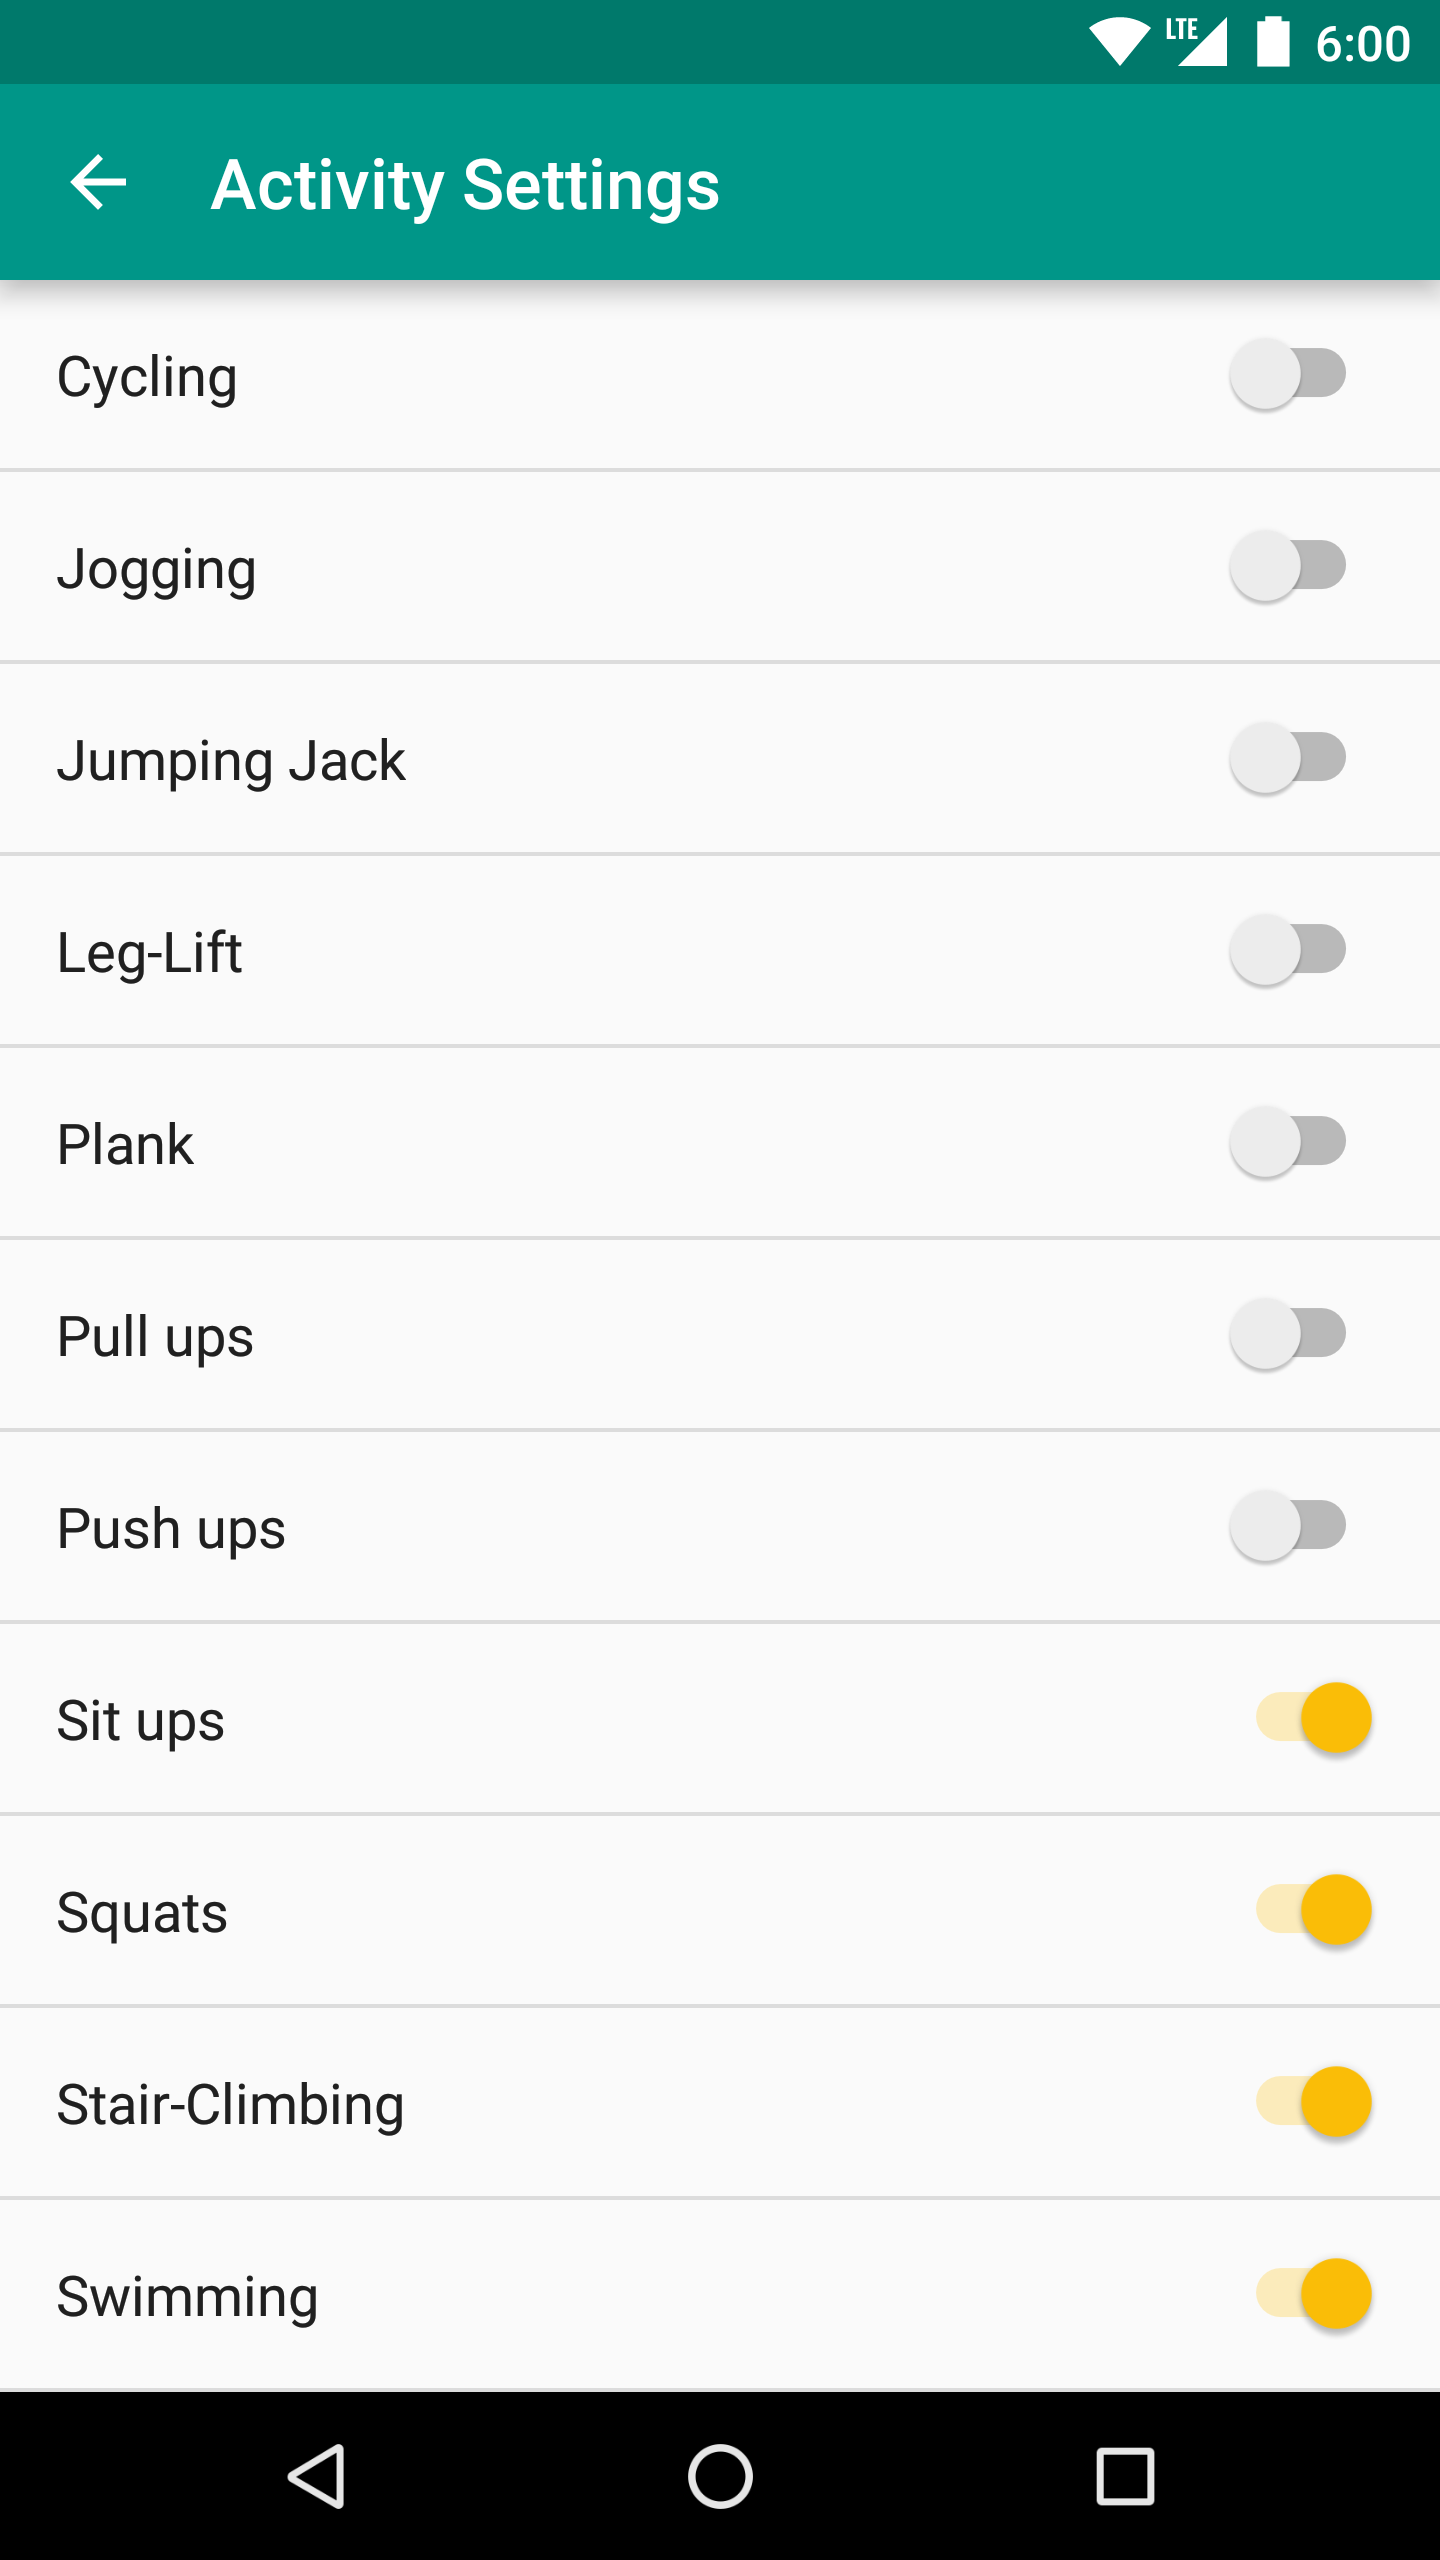 LTE 6:00
Activity Settings
Cycling
Jogging
Jumping Jack
Leg-Lift
Plank
Pull ups
Push ups
Sit ups
Squats
Stair-Climbing
Swimming